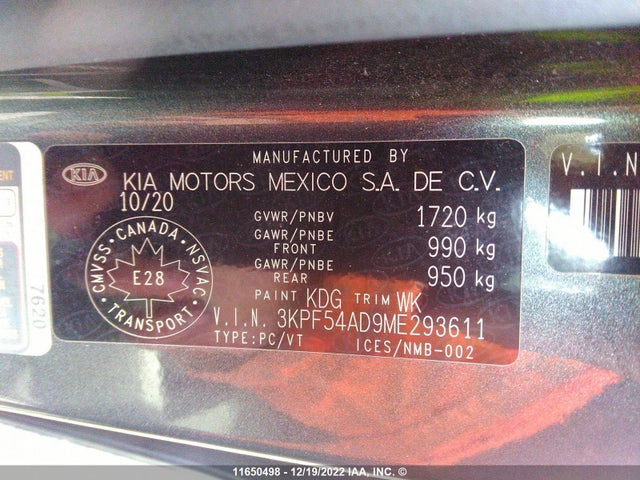 MANUFACTURED BY
KIA
KIA MOTORS MEXICO S.A. DE C.V.
10/20
GVWR/PNBV 1720 kg
GAWR/PNBE FRONT 990 kg
GAWR/PNBE REAR 950 kg
CMVSS • CANADA • NSVAC •
E28
TRANSPORT
PAINT KDG TRIM WK
V.I.N. 3KPF54AD9ME293611
TYPE:PC/VT ICES/NMB-002
ENT
7620
V.I.N
11650498 - 12/19/2022 IAA, INC. ©